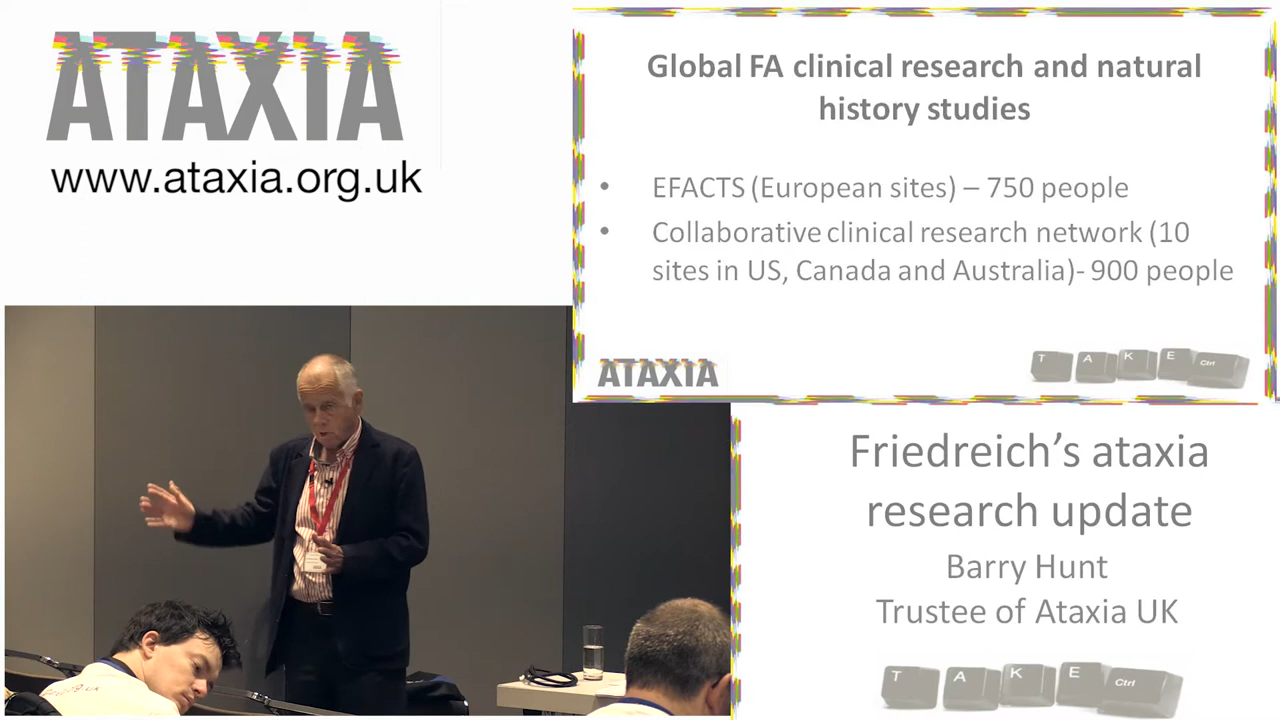 ATAXIA
www.ataxia.org.uk
Global FA clinical research and natural
history studies
• EFACTS (European sites) – 750 people
• Collaborative clinical research network (10
sites in US, Canada and Australia)- 900 people
ATAXIA
T A K E Ctrl
Friedreich's ataxia
research update
Barry Hunt
Trustee of Ataxia UK
T A K E Ctrl